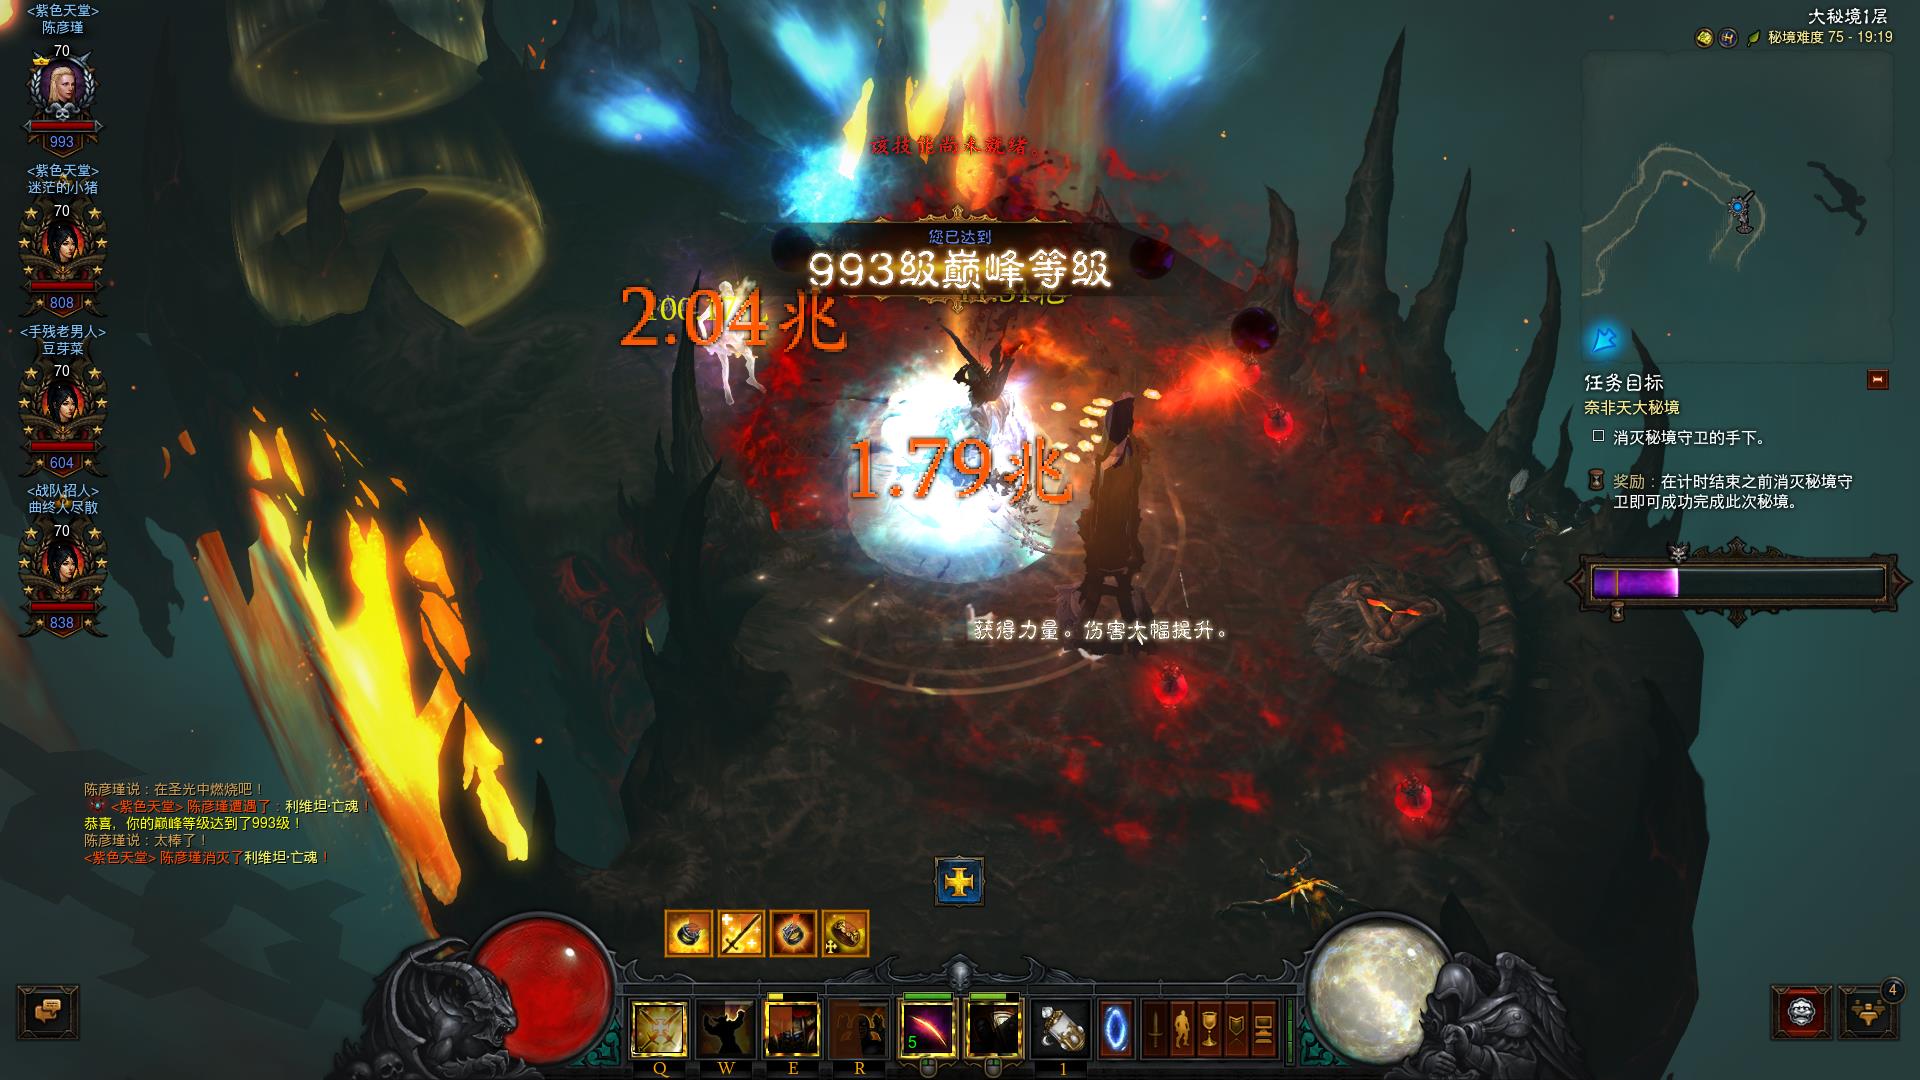 <紫色天堂>
陈彦瑾
70
993
<紫色天堂>
迷茫的小猪
70
808
<手残老男人>
豆芽菜
70
604
<战队招人>
曲终人尽散
70
838
大秘境1层
秘境难度 75 - 19:19
该技能尚未就绪。
您已达到
993级巅峰等级
2.04兆
1.79兆
获得力量。伤害大幅提升。
任务目标
奈非天大秘境
消灭秘境守卫的手下。
奖励：在计时结束之前消灭秘境守
卫即可成功完成此次秘境。
陈彦瑾说：在圣光中燃烧吧！
<紫色天堂> 陈彦瑾遭遇了：利维坦·亡魂！
恭喜，你的巅峰等级达到了993级！
陈彦瑾说：太棒了！
<紫色天堂> 陈彦瑾消灭了利维坦·亡魂！
5
Q W E R 1
4